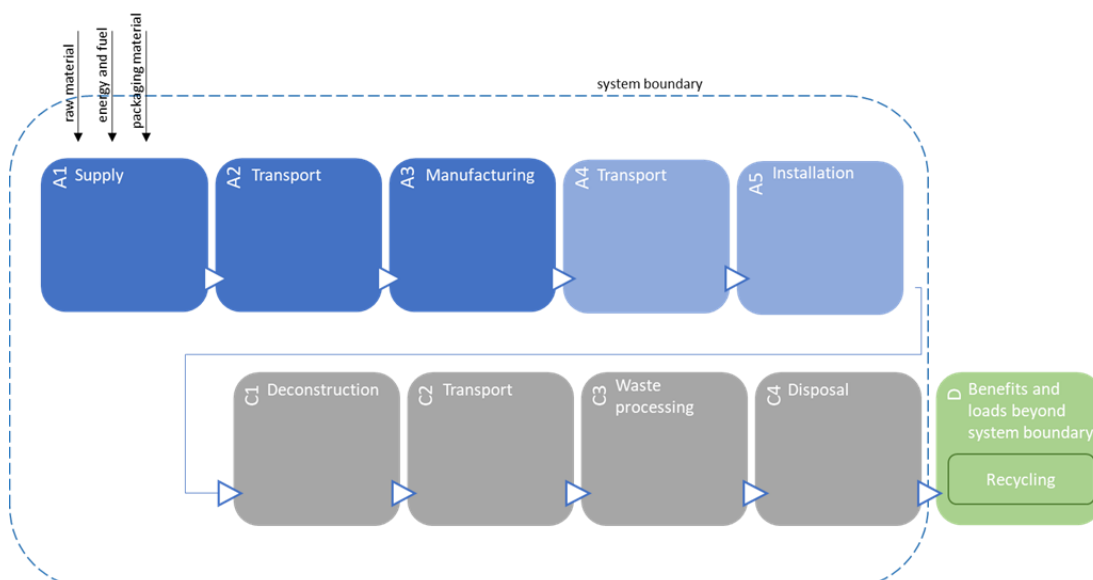 raw material
energy and fuel
packaging material
system boundary
A1 Supply
A2 Transport
A3 Manufacturing
A4 Transport
A5 Installation
C1 Deconstruction
C2 Transport
C3 Waste
processing
C4 Disposal
D Benefits and
loads beyond
system boundary
Recycling